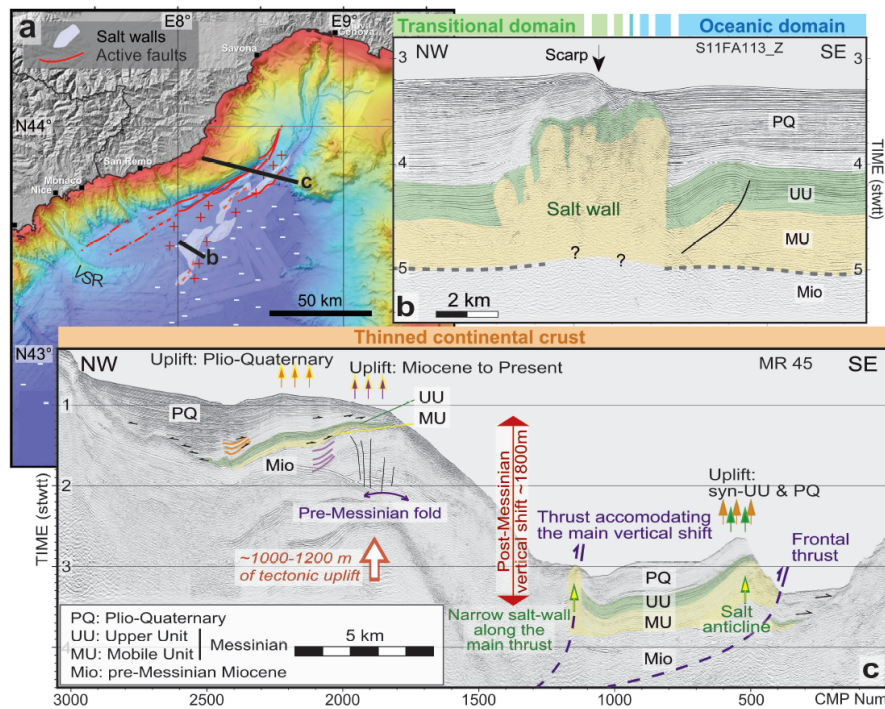 a
E8°
E9°
Salt walls
Active faults
Savona
Genova
N44°
San Remo
Monaco
Nice
VSR
c
b
50 km
N43°
Transitional domain
Oceanic domain
NW
Scarp
S11FA113_Z
SE
3
3
PQ
4
4
UU
Salt wall
MU
?
?
5
5
Mio
b
2 km
TIME (stwtt)
Thinned continental crust
NW
Uplift: Plio-Quaternary
Uplift: Miocene to Present
MR 45
SE
1
PQ
UU
MU
Mio
2
Pre-Messinian fold
~1000-1200 m
of tectonic uplift
Post-Messinian
vertical shift ~1800m
Uplift:
syn-UU & PQ
Thrust accomodating
the main vertical shift
Frontal
thrust
3
PQ
UU
MU
Narrow salt-wall
along the
main thrust
Salt
anticline
Mio
TIME (stwtt)
PQ: Plio-Quaternary
UU: Upper Unit
MU: Mobile Unit
Messinian
Mio: pre-Messinian Miocene
5 km
4
c
3000
2500
2000
1500
1000
500
CMP Num